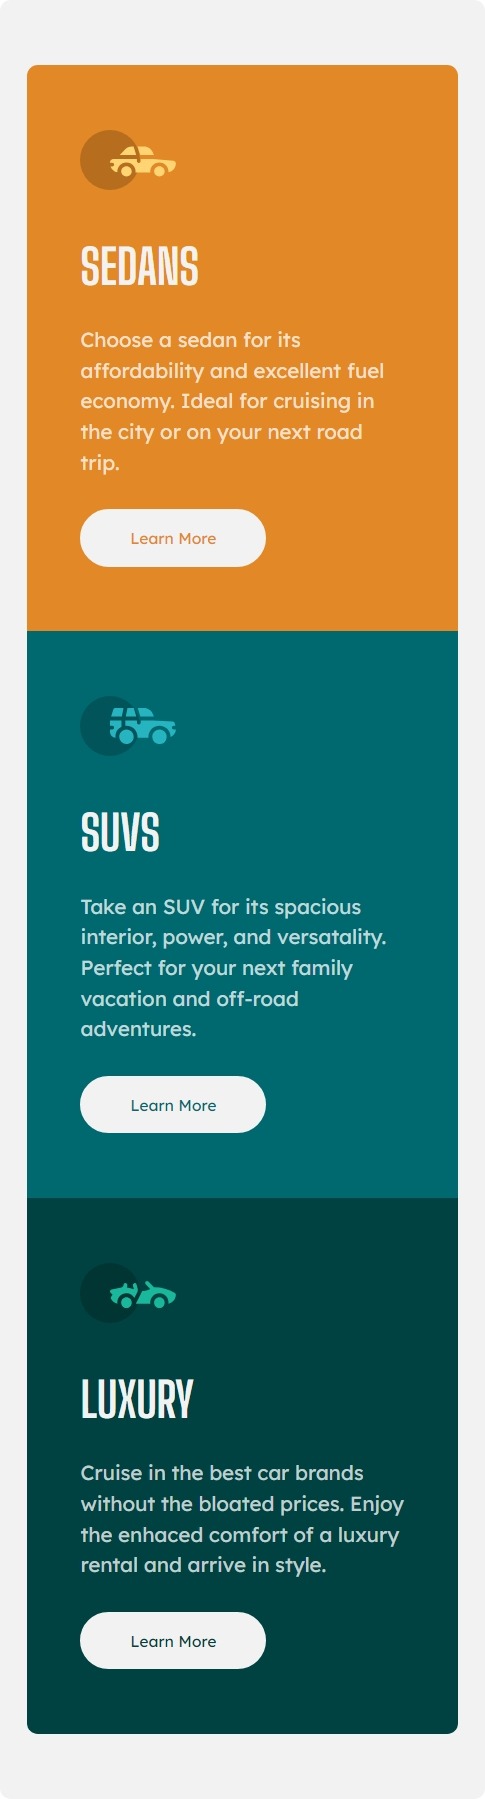 SEDANS
Choose a sedan for its
affordability and excellent fuel
economy. Ideal for cruising in
the city or on your next road
trip.
Learn More
SUVS
Take an SUV for its spacious
interior, power, and versatality.
Perfect for your next family
vacation and off-road
adventures.
Learn More
LUXURY
Cruise in the best car brands
without the bloated prices. Enjoy
the enhaced comfort of a luxury
rental and arrive in style.
Learn More